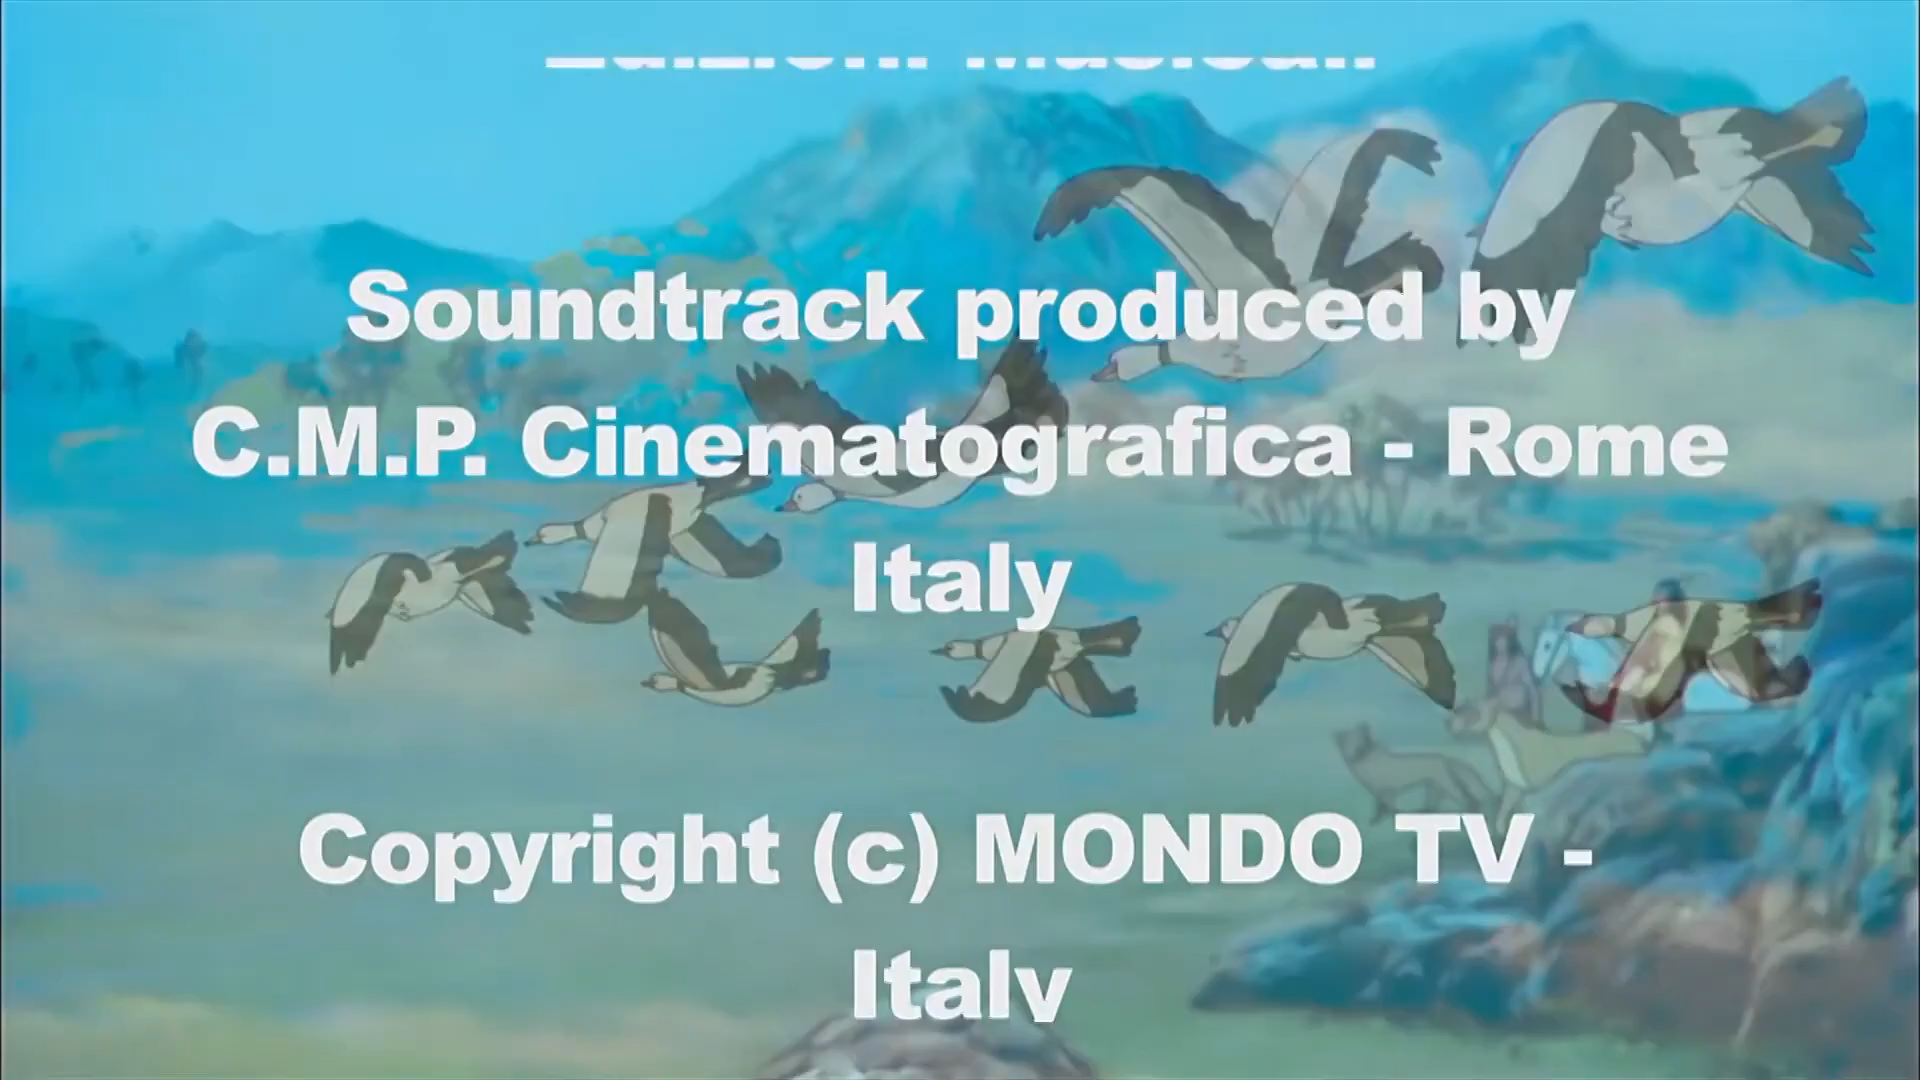 Soundtrack produced by
C.M.P. Cinematografica - Rome
Italy
Copyright (c) MONDO TV -
Italy